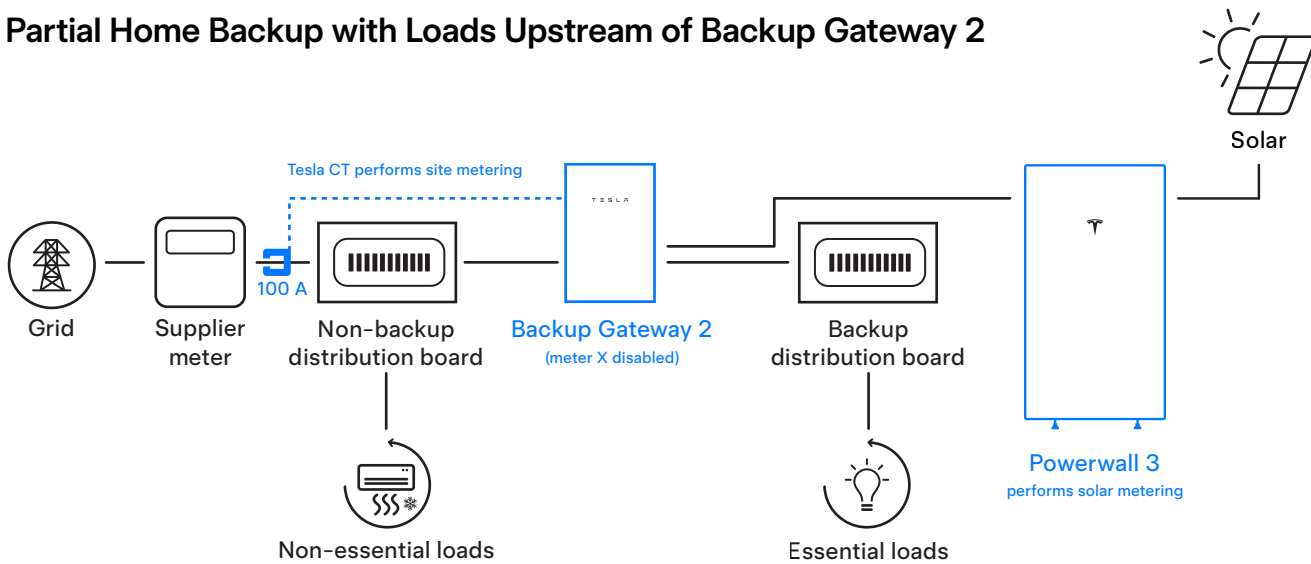 Partial Home Backup with Loads Upstream of Backup Gateway 2
Solar
Tesla CT performs site metering
TESLA
100 A
Grid
Supplier
meter
Non-backup
distribution board
Backup Gateway 2
(meter X disabled)
Backup
distribution board
Powerwall 3
performs solar metering
Non-essential loads
Essential loads